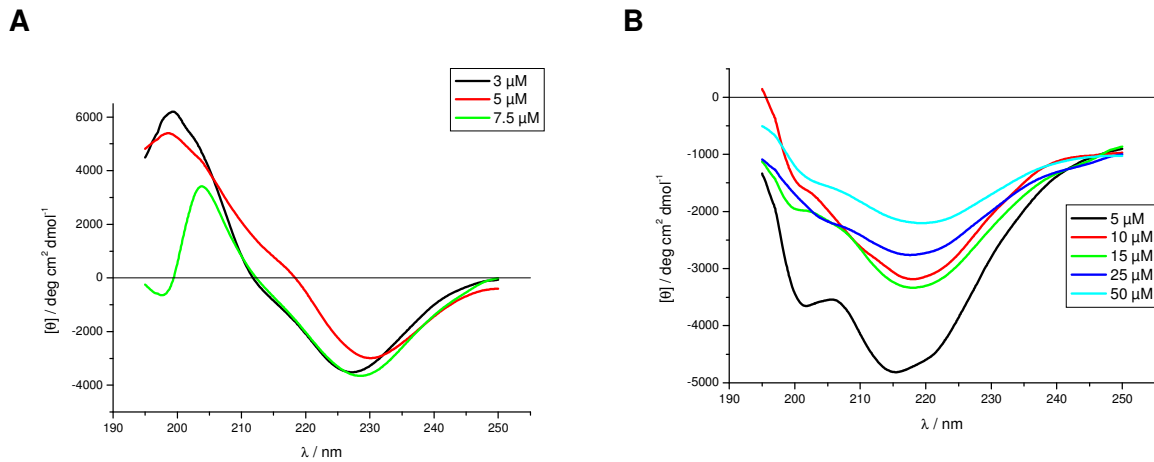 A
3 µM
5 µM
7.5 µM
6000
4000
2000
0
-2000
-4000
[θ] / deg cm² dmol⁻¹
190 200 210 220 230 240 250
λ / nm
B
0
-1000
-2000
-3000
-4000
-5000
[θ] / deg cm² dmol⁻¹
5 µM
10 µM
15 µM
25 µM
50 µM
190 200 210 220 230 240 250
λ / nm